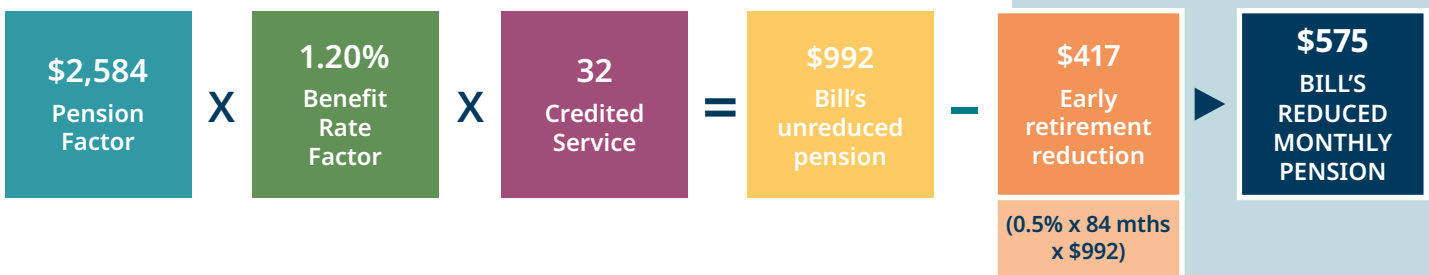 $2,584
Pension
Factor
X
1.20%
Benefit
Rate
Factor
X
32
Credited
Service
=
$992
Bill's
unreduced
pension
–
$417
Early
retirement
reduction
(0.5% x 84 mths
x $992)
$575
BILL'S
REDUCED
MONTHLY
PENSION